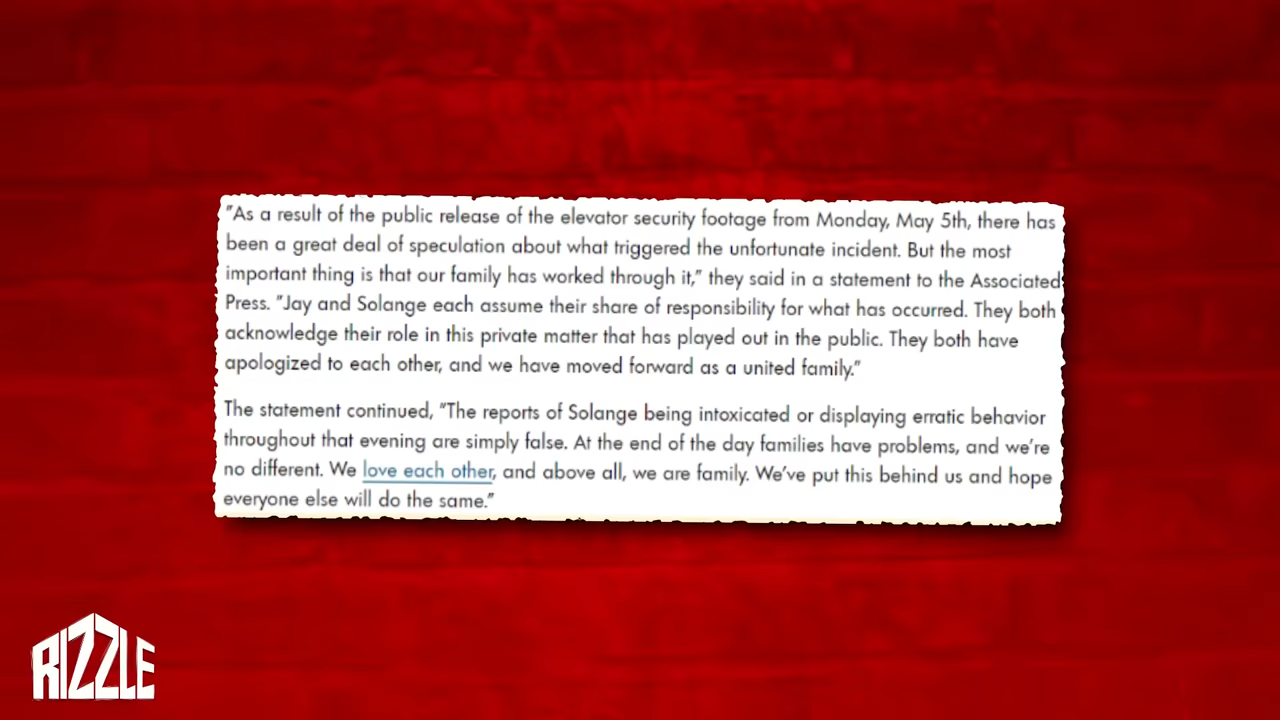 "As a result of the public release of the elevator security footage from Monday, May 5th, there has
been a great deal of speculation about what triggered the unfortunate incident. But the most
important thing is that our family has worked through it," they said in a statement to the Associated
Press. "Jay and Solange each assume their share of responsibility for what has occurred. They both
acknowledge their role in this private matter that has played out in the public. They both have
apologized to each other, and we have moved forward as a united family."
The statement continued, "The reports of Solange being intoxicated or displaying erratic behavior
throughout that evening are simply false. At the end of the day families have problems, and we're
no different. We love each other, and above all, we are family. We've put this behind us and hope
everyone else will do the same."
RIZZLE